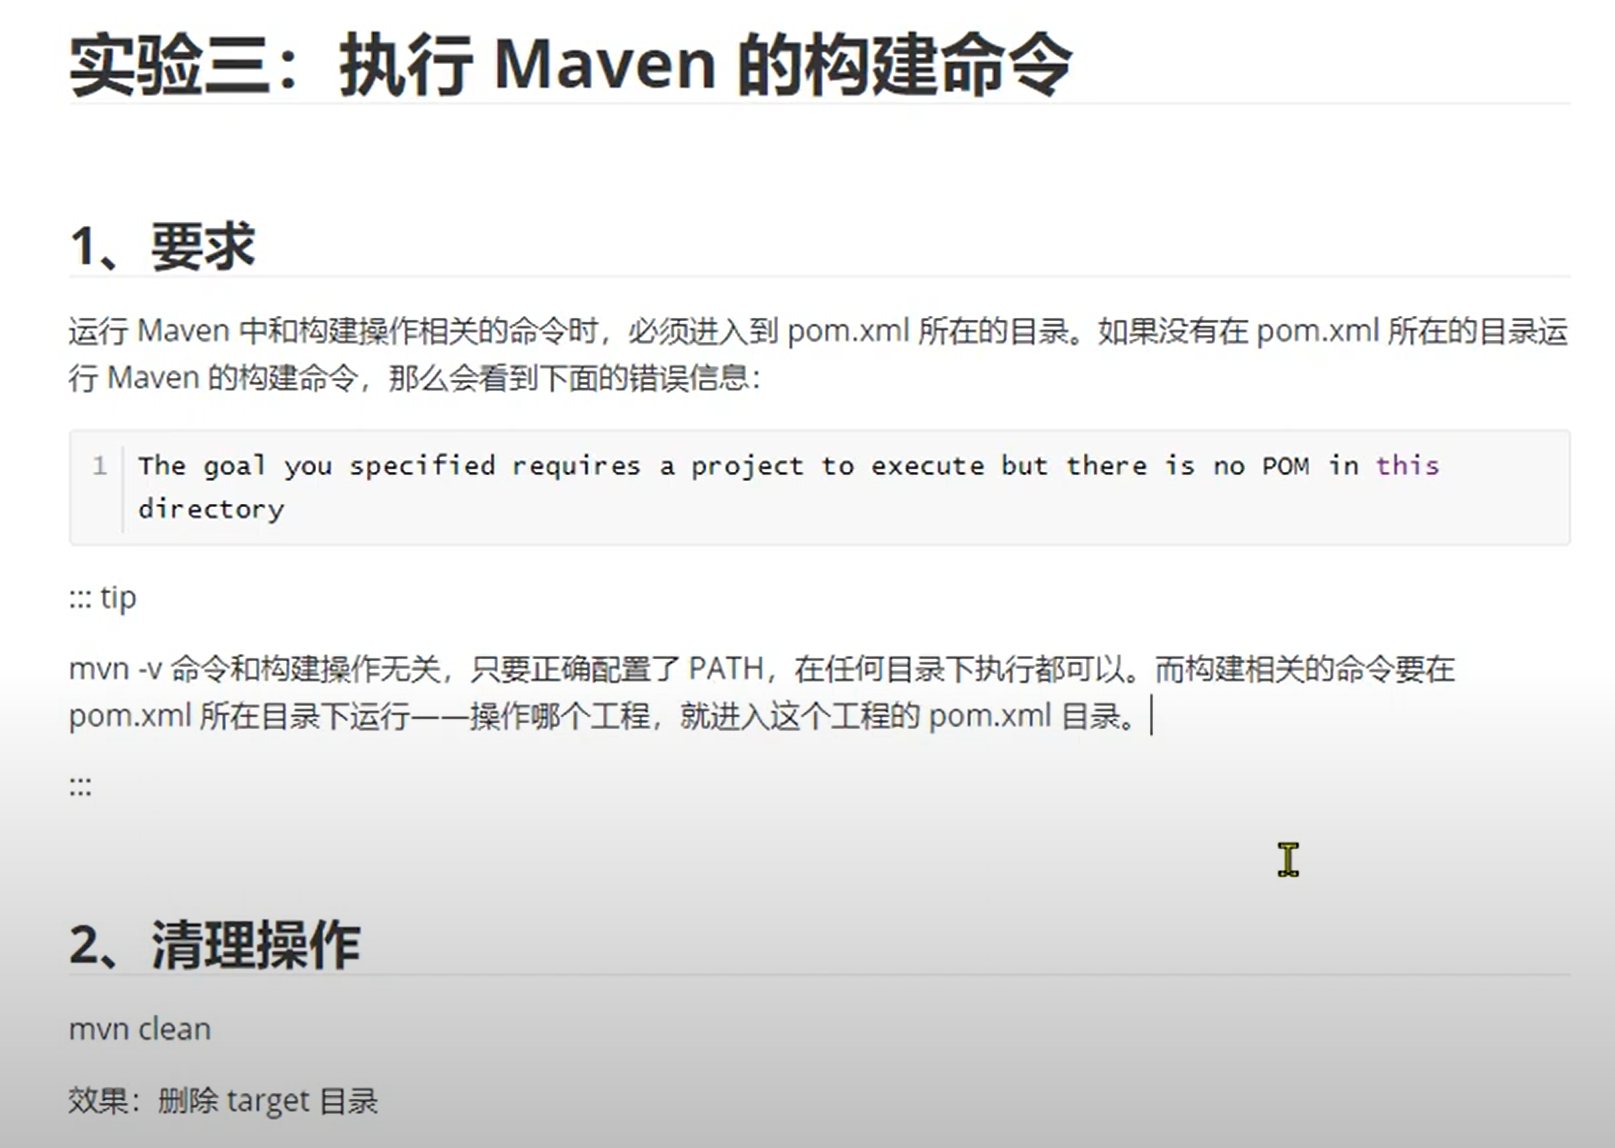 实验三：执行 Maven 的构建命令
1、要求
运行 Maven 中和构建操作相关的命令时，必须进入到 pom.xml 所在的目录。如果没有在 pom.xml 所在的目录运
行 Maven 的构建命令，那么会看到下面的错误信息：
1 The goal you specified requires a project to execute but there is no POM in this
directory
::: tip
mvn -v 命令和构建操作无关，只要正确配置了 PATH，在任何目录下执行都可以。而构建相关的命令要在
pom.xml 所在目录下运行——操作哪个工程，就进入这个工程的 pom.xml 目录。
:::
2、清理操作
mvn clean
效果：删除 target 目录